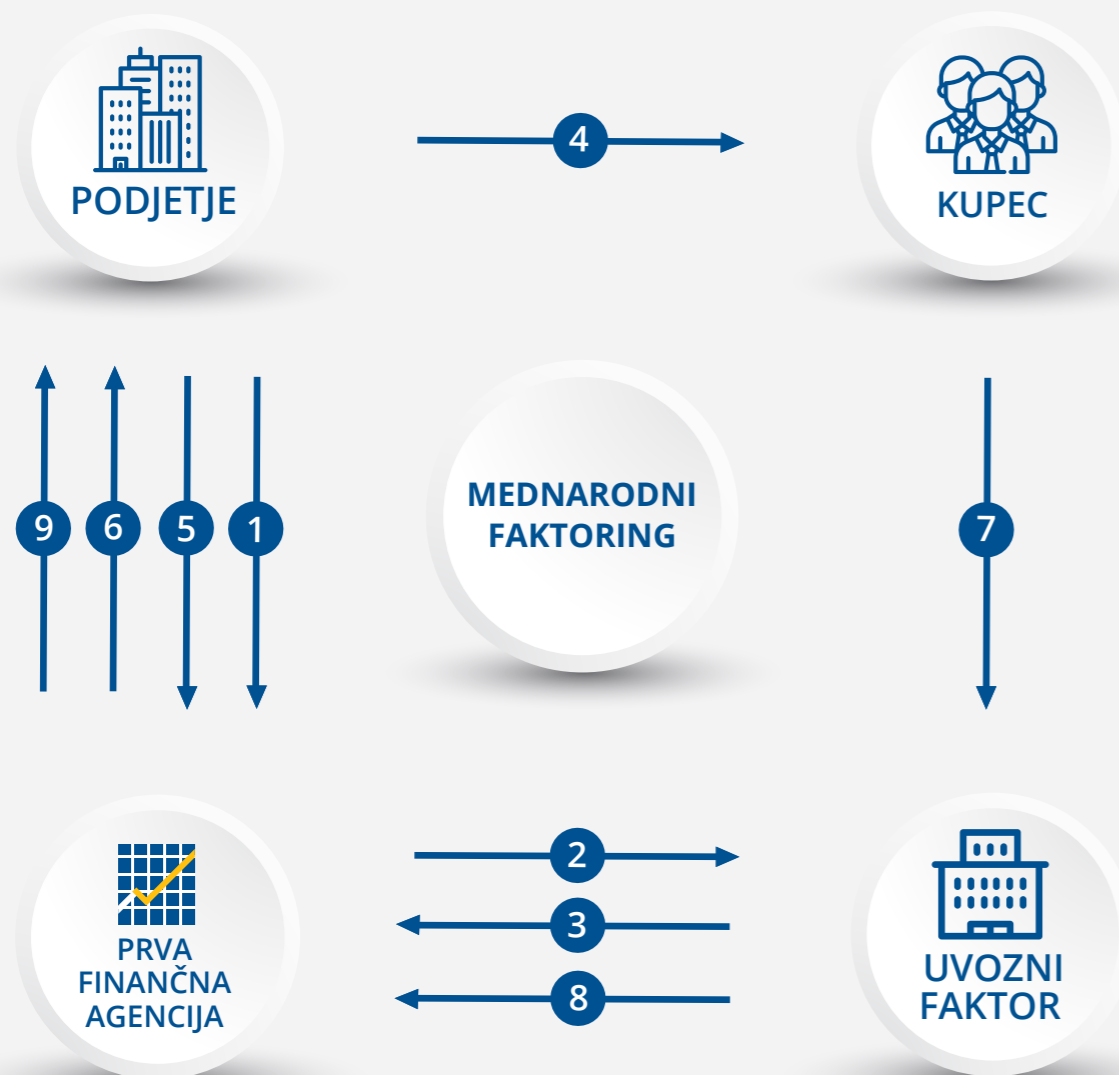 PODJETJE
4
KUPEC
9
6
5
1
MEDNARODNI
FAKTORING
7
PRVA
FINANČNA
AGENCIJA
2
3
8
UVOZNI
FAKTOR